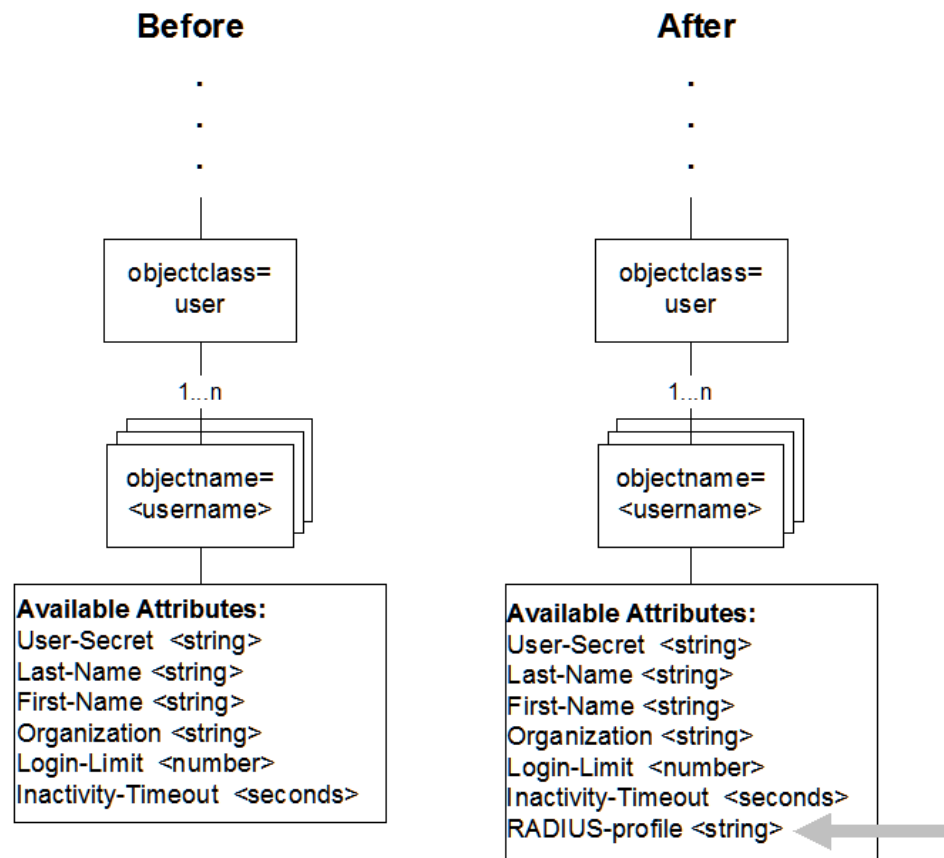 Before
.
.
.
objectclass=
user
1...n
objectname=
<username>
Available Attributes:
User-Secret <string>
Last-Name <string>
First-Name <string>
Organization <string>
Login-Limit <number>
Inactivity-Timeout <seconds>
After
.
.
.
objectclass=
user
1...n
objectname=
<username>
Available Attributes:
User-Secret <string>
Last-Name <string>
First-Name <string>
Organization <string>
Login-Limit <number>
Inactivity-Timeout <seconds>
RADIUS-profile <string>